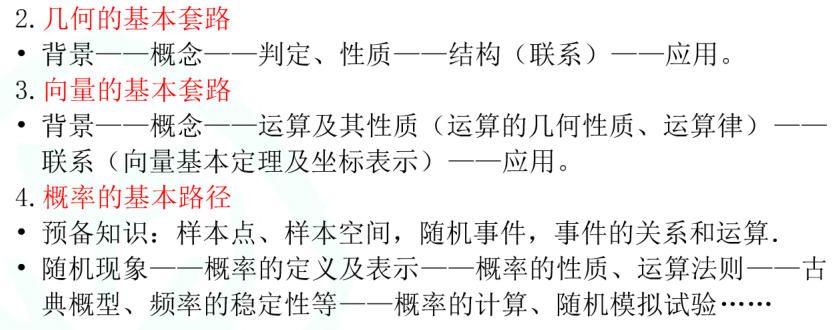 2.几何的基本套路
• 背景——概念——判定、性质——结构（联系）——应用。
3.向量的基本套路
• 背景——概念——运算及其性质（运算的几何性质、运算律）——
联系（向量基本定理及坐标表示）——应用。
4.概率的基本路径
• 预备知识：样本点、样本空间，随机事件，事件的关系和运算．
• 随机现象——概率的定义及表示——概率的性质、运算法则——古
典概型、频率的稳定性等——概率的计算、随机模拟试验……